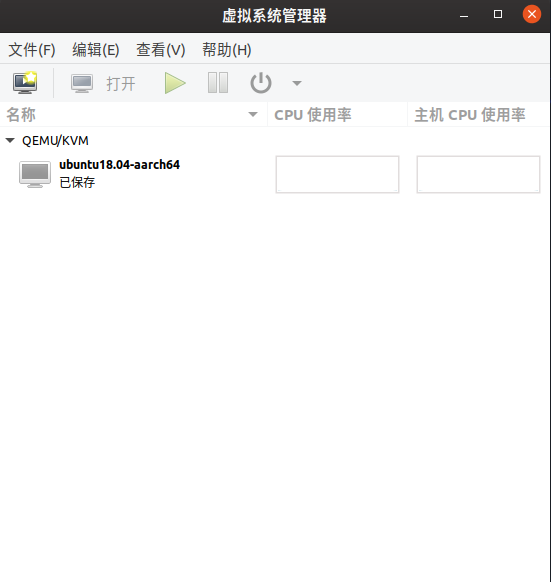 虚拟系统管理器
文件(F) 编辑(E) 查看(V) 帮助(H)
打开
名称 CPU 使用率 主机 CPU 使用率
QEMU/KVM
ubuntu18.04-aarch64
已保存